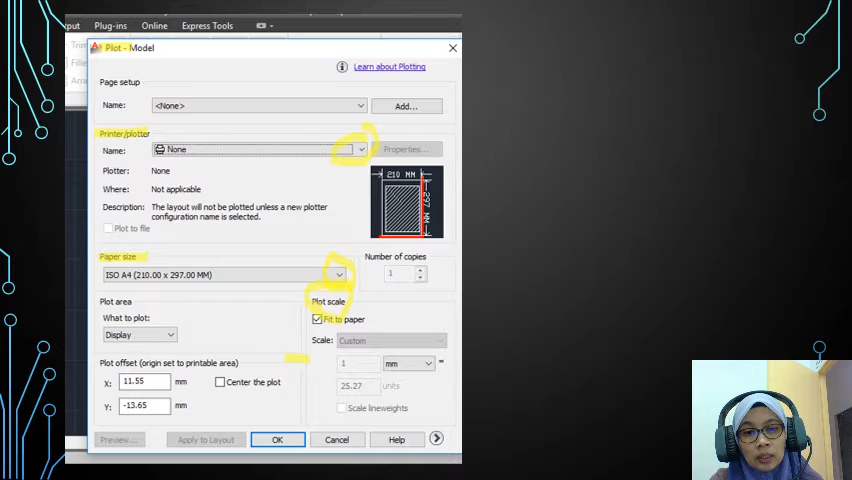 put Plug-ins Online Express Tools
Plot - Model
Learn about Plotting
Page setup
Name: <None> Add...
Printer/plotter
Name: None Properties...
Plotter: None
Where: Not applicable
Description: The layout will not be plotted unless a new plotter
configuration name is selected.
Plot to file
210 MM
297 MM
Paper size
ISO A4 (210.00 x 297.00 MM)
Number of copies
1
Plot area
What to plot:
Display
Plot scale
Fit to paper
Scale: Custom
1 mm =
25.27 units
Scale lineweights
Plot offset (origin set to printable area)
X: 11.55 mm Center the plot
Y: -13.65 mm
Preview... Apply to Layout OK Cancel Help